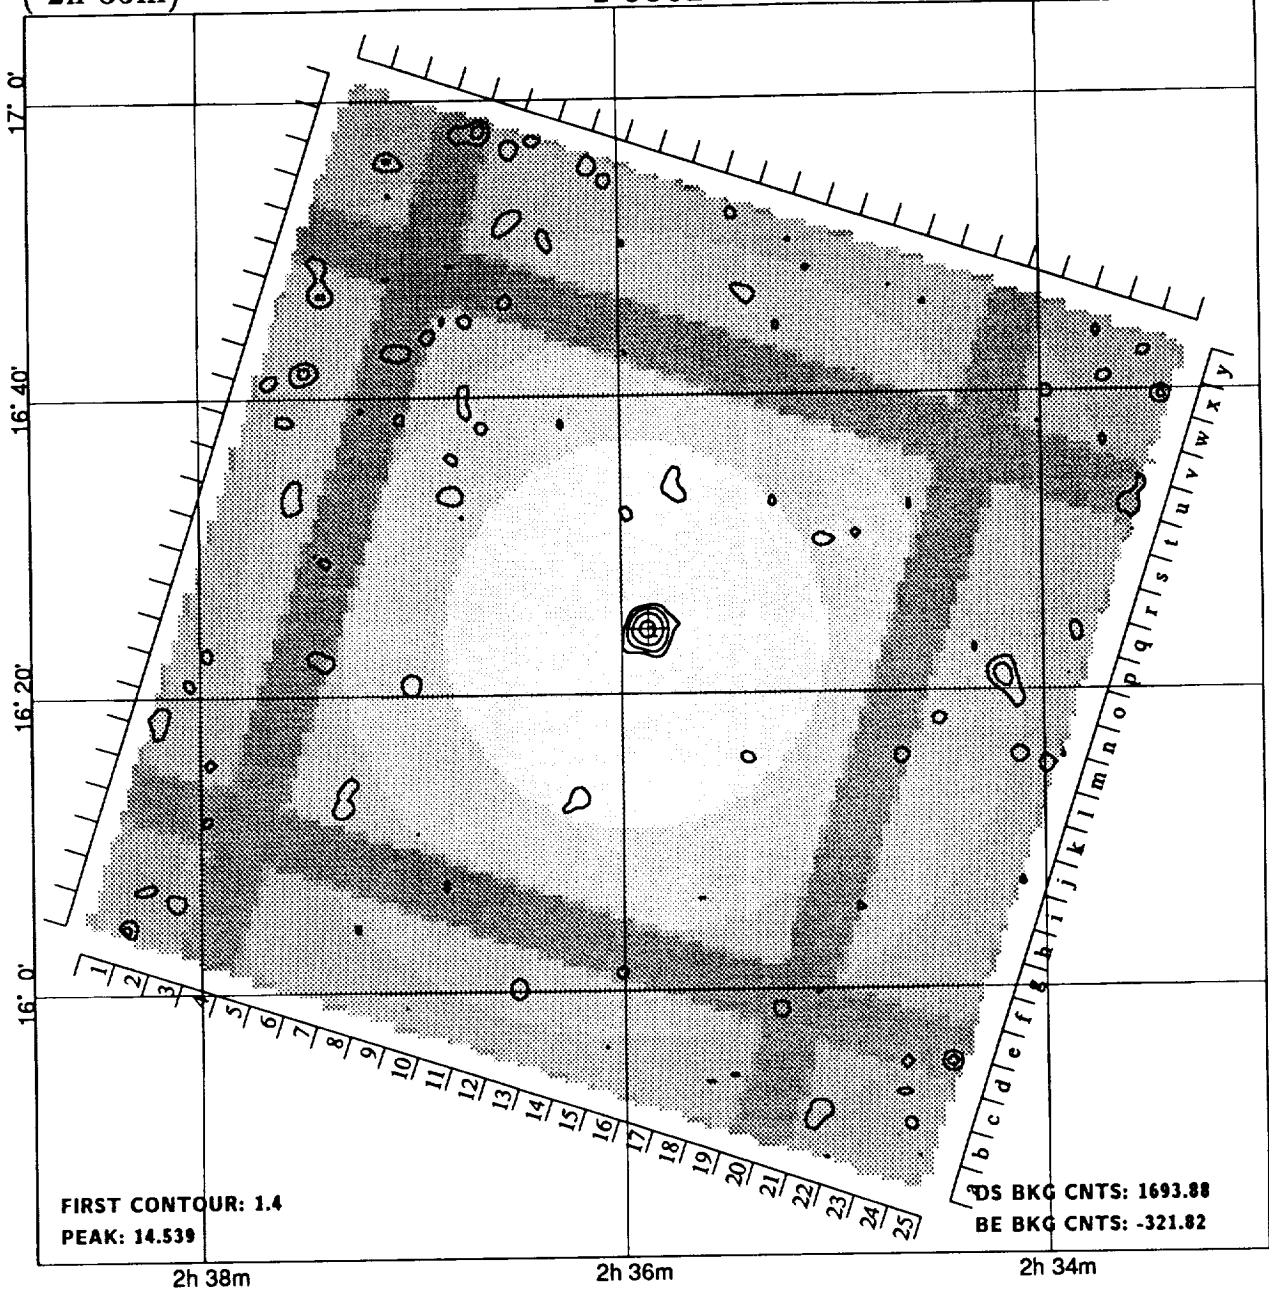 17° 0'
16° 40'
16° 20'
16° 0'
1 2 3 4 5 6 7 8 9 10 11 12 13 14 15 16 17 18 19 20 21 22 23 24 25
a b c d e f g h i j k l m n o p q r s t u v w x y
FIRST CONTOUR: 1.4
PEAK: 14.539
DS BKG CNTS: 1693.88
BE BKG CNTS: -321.82
2h 38m 2h 36m 2h 34m